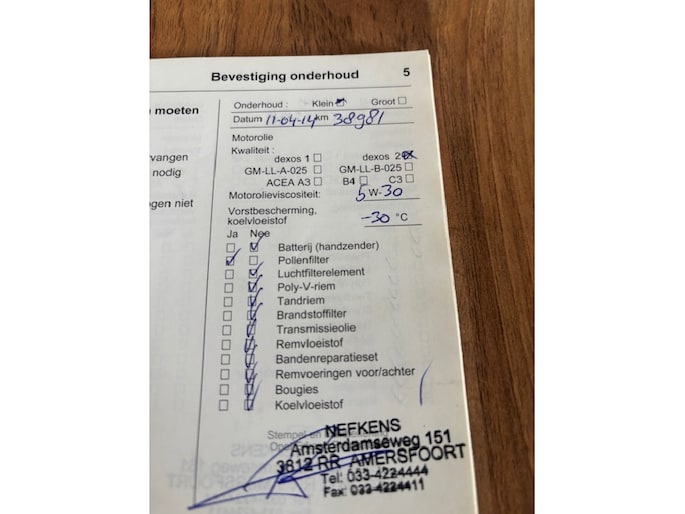 Bevestiging onderhoud 5
moeten
rvangen
nodig
gen niet
Onderhoud : Klein Groot
Datum 11-04-14 km 38981
Motorolie
Kwaliteit :
dexos 1 dexos 2
GM-LL-A-025 GM-LL-B-025
ACEA A3 B4 C3
Motorolieviscositeit: 5 W-30
Vorstbescherming,
koelvloeistof -30 °C
Ja Nee
Batterij (handzender)
Pollenfilter
Luchtfilterelement
Poly-V-riem
Tandriem
Brandstoffilter
Transmissieolie
Remvloeistof
Bandenreparatieset
Remvoeringen voor/achter
Bougies
Koelvloeistof
Stempel en
NEFKENS
Amsterdamseweg 151
3812 RR AMERSFOORT
Tel: 033-4224444
Fax: 033-4224411